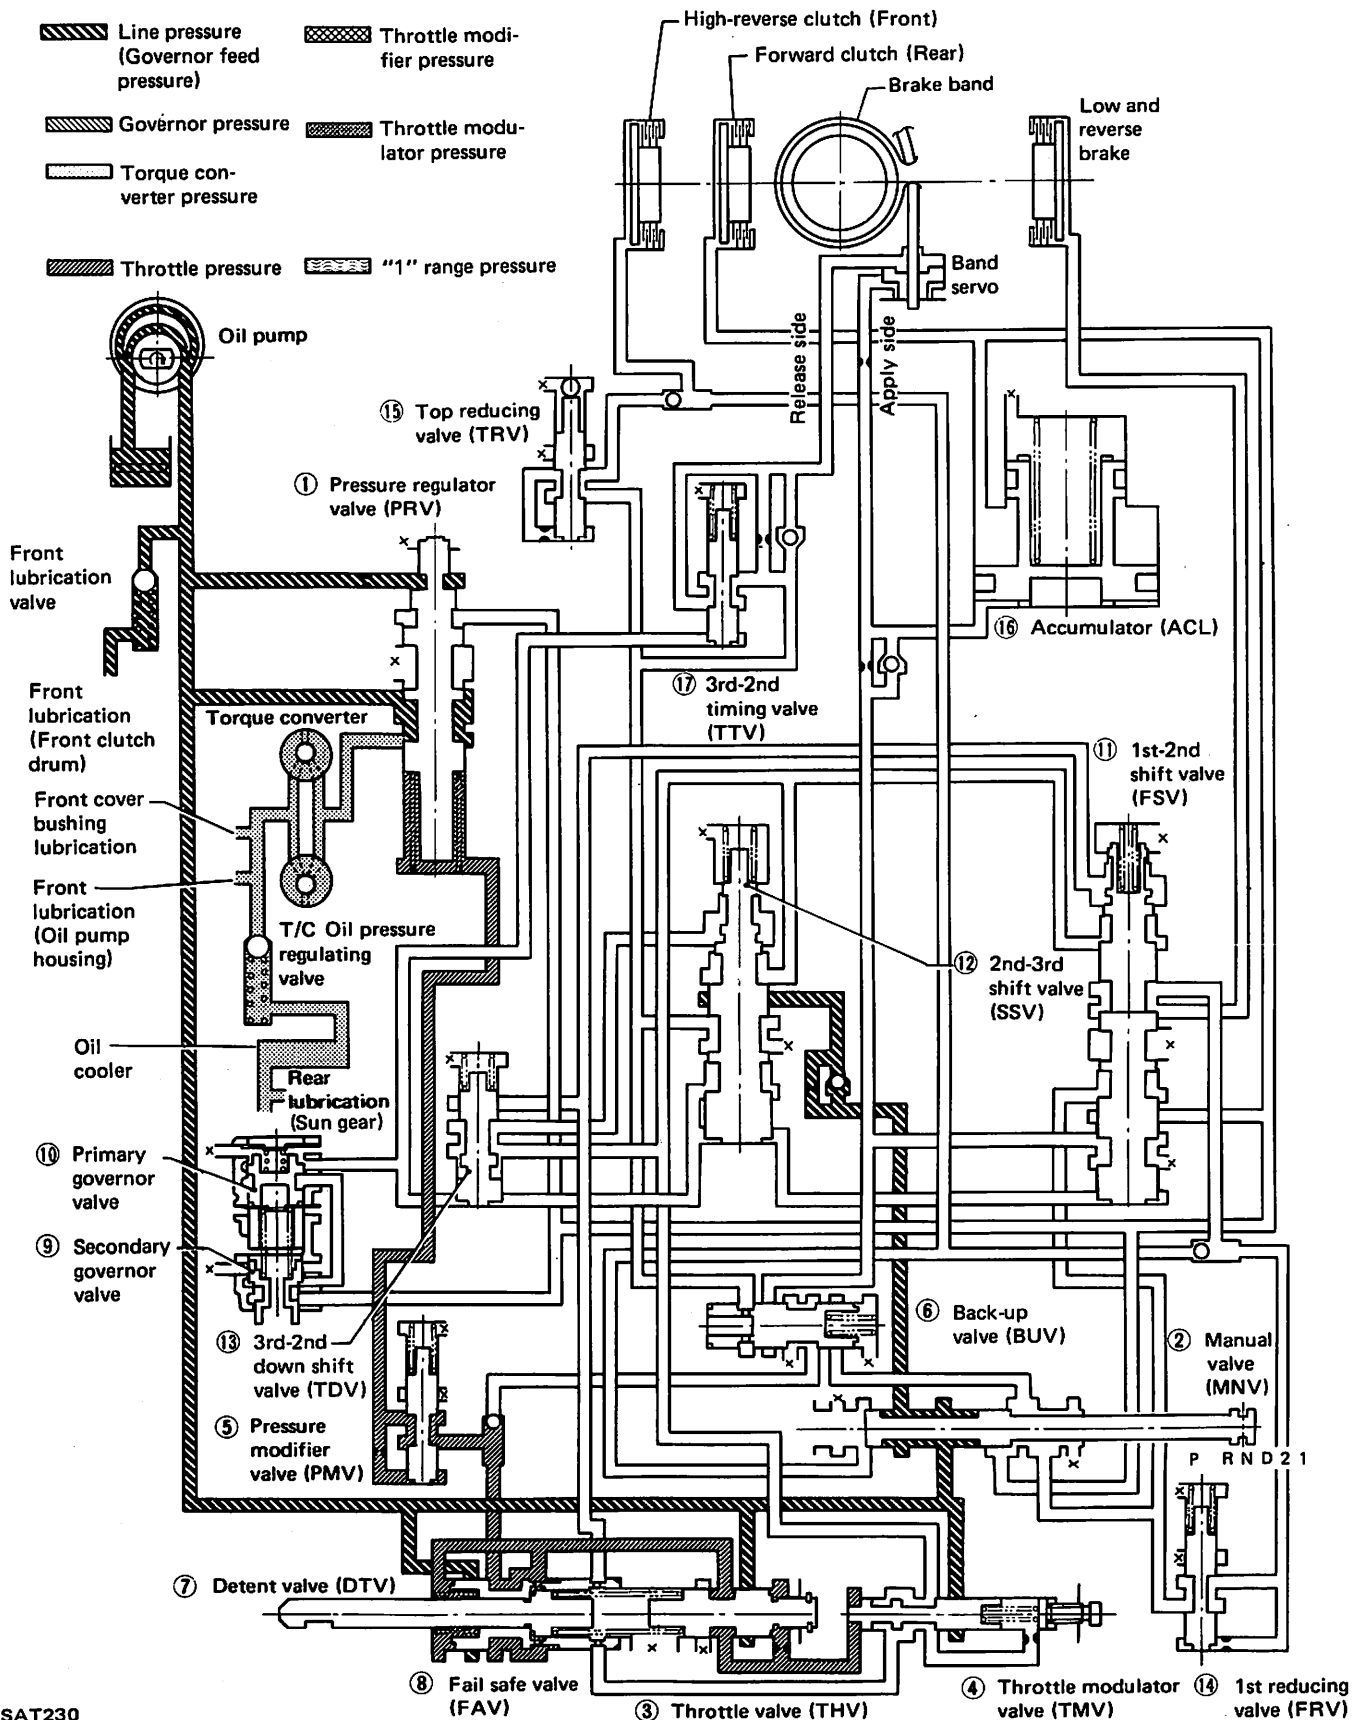 Line pressure
(Governor feed
pressure)
Throttle modi-
fier pressure
Governor pressure
Throttle modu-
lator pressure
Torque con-
verter pressure
Throttle pressure
"1" range pressure
High-reverse clutch (Front)
Forward clutch (Rear)
Brake band
Low and
reverse
brake
Band
servo
Release side
Apply side
Oil pump
⑮ Top reducing
valve (TRV)
① Pressure regulator
valve (PRV)
Front
lubrication
valve
⑯ Accumulator (ACL)
Front
lubrication
(Front clutch
drum)
Torque converter
⑰ 3rd-2nd
timing valve
(TTV)
⑪ 1st-2nd
shift valve
(FSV)
Front cover
bushing
lubrication
Front
lubrication
(Oil pump
housing)
T/C Oil pressure
regulating
valve
⑫ 2nd-3rd
shift valve
(SSV)
Oil
cooler
Rear
lubrication
(Sun gear)
⑩ Primary
governor
valve
⑨ Secondary
governor
valve
⑬ 3rd-2nd
down shift
valve (TDV)
⑥ Back-up
valve (BUV)
② Manual
valve
(MNV)
⑤ Pressure
modifier
valve (PMV)
P R N D 2 1
⑦ Detent valve (DTV)
⑧ Fail safe valve
(FAV)
③ Throttle valve (THV)
④ Throttle modulator
valve (TMV)
⑭ 1st reducing
valve (FRV)
SAT230